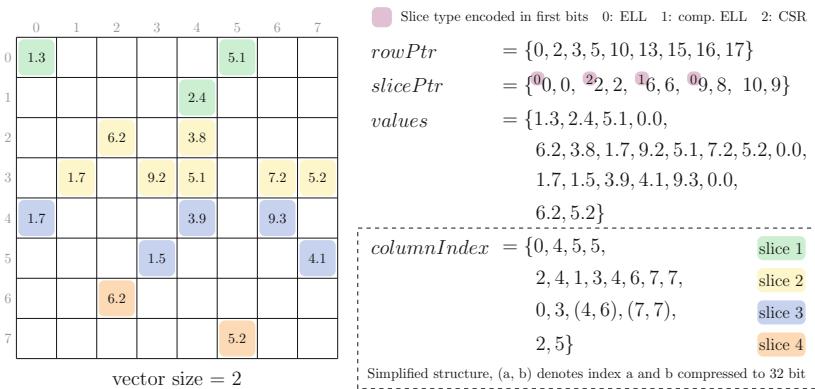 0 1 2 3 4 5 6 7
0 1.3 5.1
1 2.4
2 6.2 3.8
3 1.7 9.2 5.1 7.2 5.2
4 1.7 3.9 9.3
5 1.5 4.1
6 6.2
7 5.2
vector size = 2
Slice type encoded in first bits 0: ELL 1: comp. ELL 2: CSR
rowPtr = {0, 2, 3, 5, 10, 13, 15, 16, 17}
slicePtr = {⁰0, 0, ²2, 2, ¹6, 6, ⁰9, 8, 10, 9}
values = {1.3, 2.4, 5.1, 0.0,
6.2, 3.8, 1.7, 9.2, 5.1, 7.2, 5.2, 0.0,
1.7, 1.5, 3.9, 4.1, 9.3, 0.0,
6.2, 5.2}
columnIndex = {0, 4, 5, 5, slice 1
2, 4, 1, 3, 4, 6, 7, 7, slice 2
0, 3, (4, 6), (7, 7), slice 3
2, 5} slice 4
Simplified structure, (a, b) denotes index a and b compressed to 32 bit